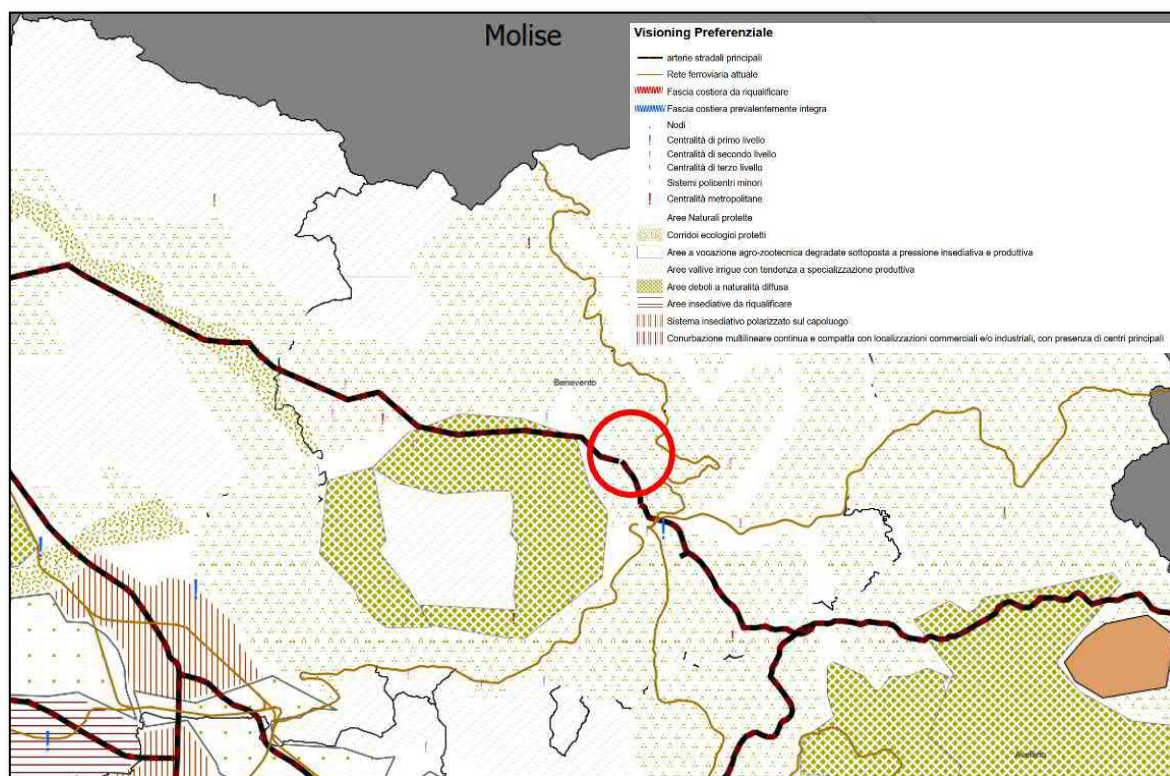 Molise
Visioning Preferenziale
arterie stradali principali
Rete ferroviaria attuale
Fascia costiera da riqualificare
Fascia costiera prevalentemente integra
Nodi
Centralità di primo livello
Centralità di secondo livello
Centralità di terzo livello
Sistemi policentri minori
Centralità metropolitane
Aree Naturali protette
Corridoi ecologici protetti
Aree a vocazione agro-zootecnica degradate sottoposta a pressione insediativa e produttiva
Aree vallive irrigue con tendenza a specializzazione produttiva
Aree deboli a naturalità diffusa
Aree insediative da riqualificare
Sistema insediativo polarizzato sul capoluogo
Conurbazione multilineare continua e compatta con localizzazioni commerciali e/o industriali, con presenza di centri principali
Benevento
Avellino